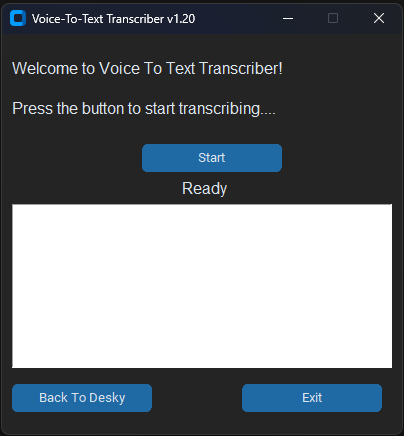 Voice-To-Text Transcriber v1.20
Welcome to Voice To Text Transcriber!
Press the button to start transcribing....
Start
Ready
Back To Desky
Exit